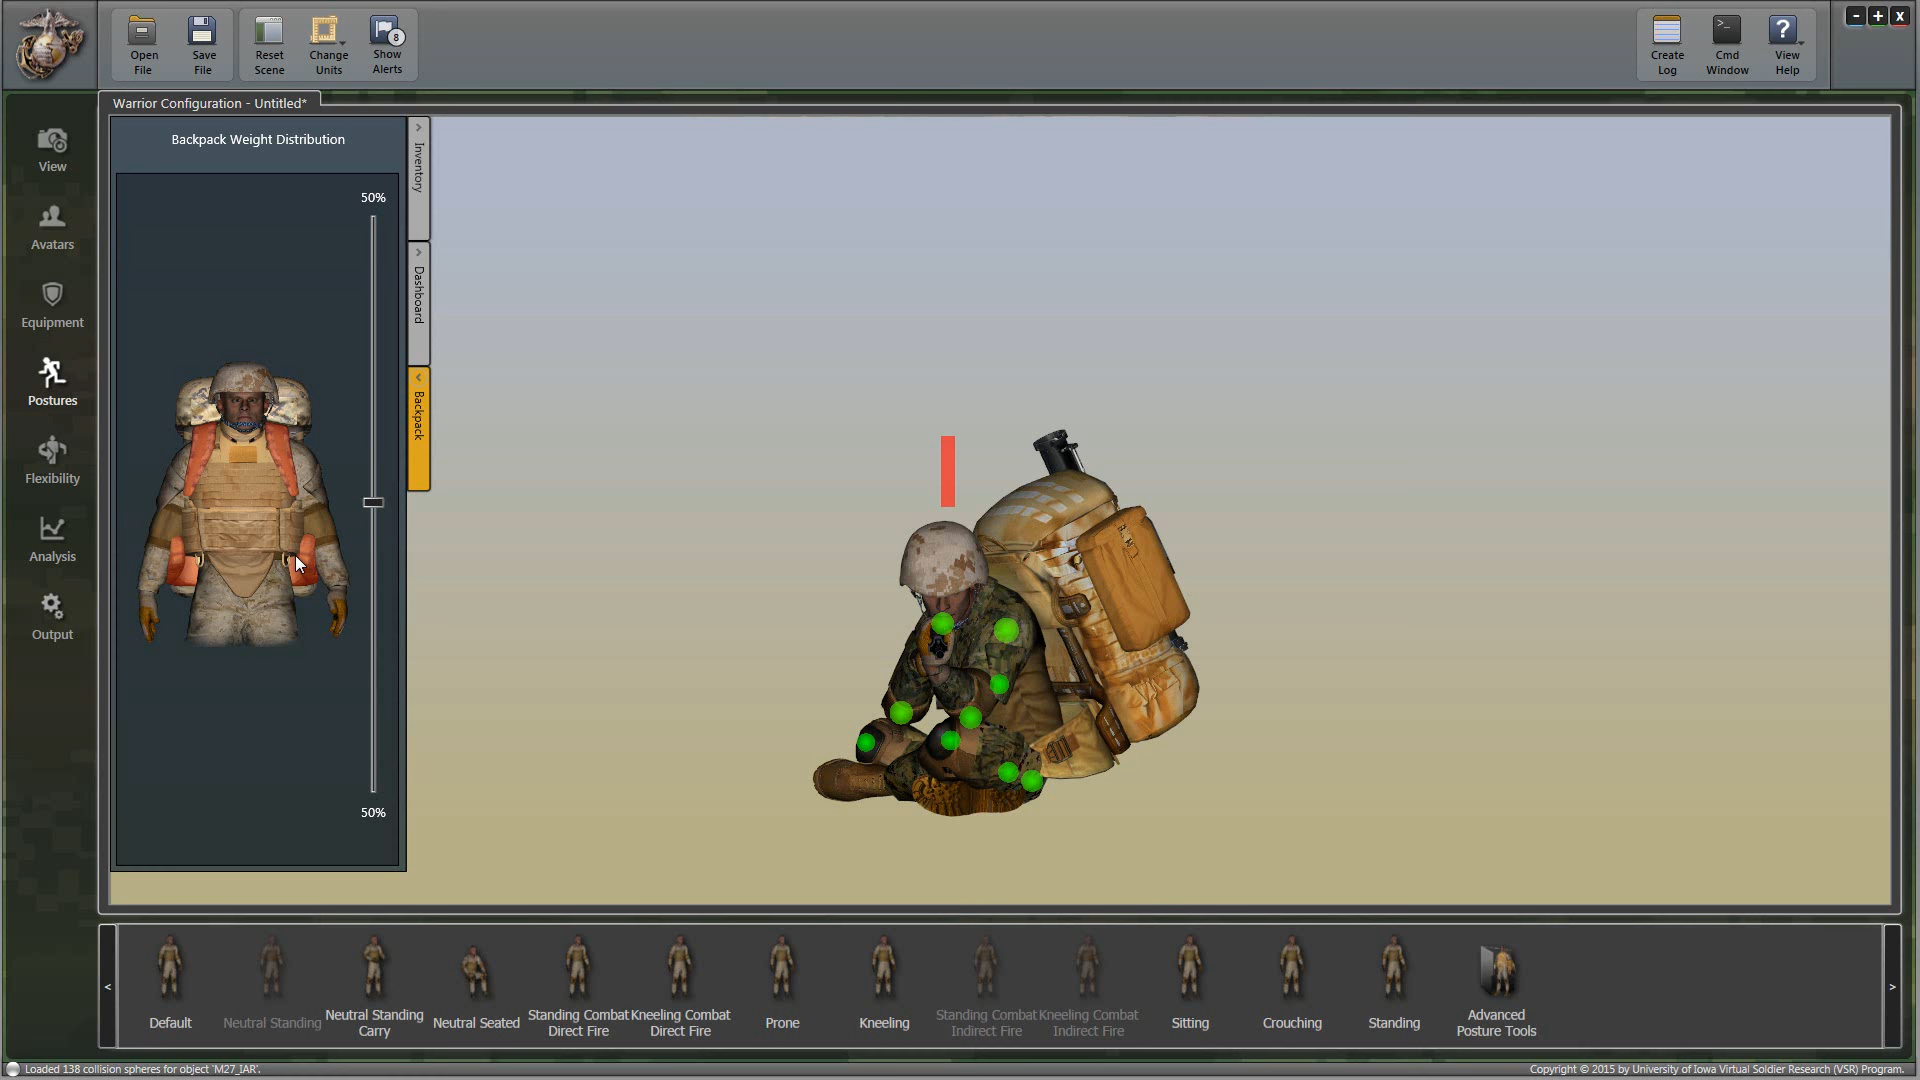 Open File
Save File
Reset Scene
Change Units
8
Show Alerts
Create Log
>_
Cmd Window
?
View Help
- + x
Warrior Configuration - Untitled*
View
Avatars
Equipment
Postures
Flexibility
Analysis
Output
Backpack Weight Distribution
50%
50%
Inventory
Dashboard
Backpack
<
Default
Neutral Standing
Neutral Standing Carry
Neutral Seated
Standing Combat Direct Fire
Kneeling Combat Direct Fire
Prone
Kneeling
Standing Combat Indirect Fire
Kneeling Combat Indirect Fire
Sitting
Crouching
Standing
Advanced Posture Tools
>
Loaded 138 collision spheres for object 'M27_IAR'.
Copyright © 2015 by University of Iowa Virtual Soldier Research (VSR) Program.